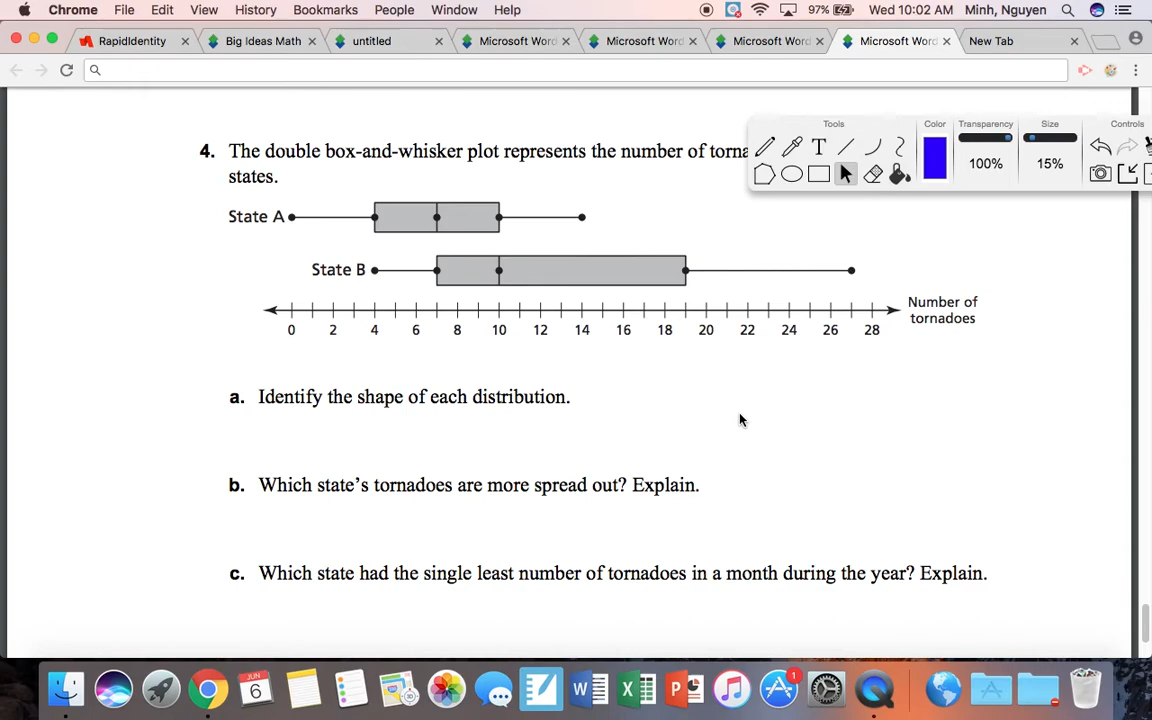 Chrome File Edit View History Bookmarks People Window Help 97% Wed 10:02 AM Minh, Nguyen
RapidIdentity Big Ideas Math untitled Microsoft Word Microsoft Word Microsoft Word Microsoft Word New Tab
Tools Color Transparency Size Controls
T 100% 15%
4. The double box-and-whisker plot represents the number of
states.
State A
State B
Number of
tornadoes
0 2 4 6 8 10 12 14 16 18 20 22 24 26 28
a. Identify the shape of each distribution.
b. Which state's tornadoes are more spread out? Explain.
c. Which state had the single least number of tornadoes in a month during the year? Explain.
JUN
6
1